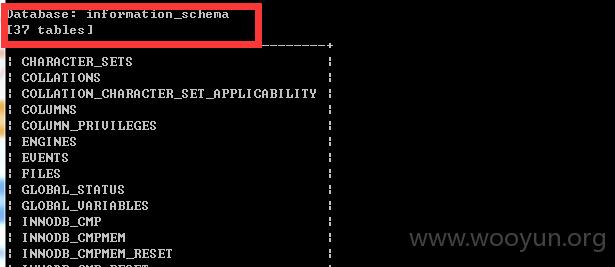 Database: information_schema
[37 tables]
| CHARACTER_SETS |
| COLLATIONS |
| COLLATION_CHARACTER_SET_APPLICABILITY |
| COLUMNS |
| COLUMN_PRIVILEGES |
| ENGINES |
| EVENTS |
| FILES |
| GLOBAL_STATUS |
| GLOBAL_VARIABLES |
| INNODB_CMP |
| INNODB_CMPMEM |
| INNODB_CMPMEM_RESET |
| INNODB_CMP_RESET |
www.wooyun.org